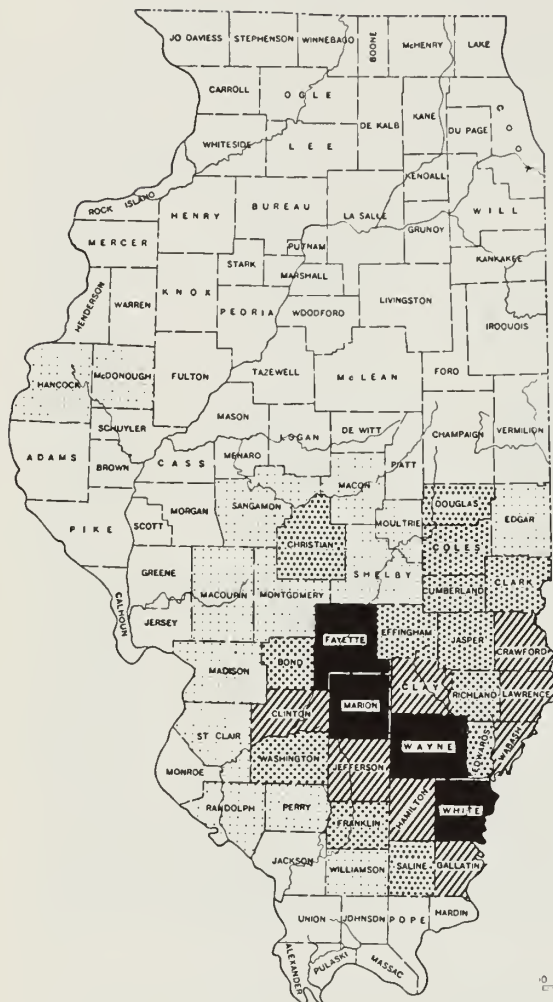 JO DAVIESS STEPHENSON WINNEBAGO BOONE McHENRY LAKE
CARROLL OGLE DE KALB KANE COO
DU PAGE
WHITESIDE LEE
KENDALL
ROCK ISLAND HENRY BUREAU LA SALLE GRUNDY WILL
MERCER PUTNAM KANKAKEE
STARK MARSHALL
HENDERSON WARREN KNOX PEORIA WOODFORD LIVINGSTON IROQUOIS
HANCOCK McDONOUGH FULTON TAZEWELL McLEAN FORD
SCHUYLER MASON
ADAMS BROWN CASS MENARD LOGAN DE WITT PIATT CHAMPAIGN VERMILION
MACON
PIKE SCOTT MORGAN SANGAMON CHRISTIAN MOULTRIE DOUGLAS EDGAR
COLES
CALHOUN GREENE SHELBY
JERSEY MACOUPIN MONTGOMERY CUMBERLAND CLARK
FAYETTE EFFINGHAM JASPER CRAWFORD
MADISON BOND
CLAY RICHLAND LAWRENCE
CLINTON MARION
ST CLAIR WAYNE EDWARDS WABASH
MONROE WASHINGTON JEFFERSON
RANDOLPH PERRY FRANKLIN HAMILTON WHITE
JACKSON WILLIAMSON SALINE GALLATIN
UNION JOHNSON POPE HARDIN
ALEXANDER PULASKI MASSAC